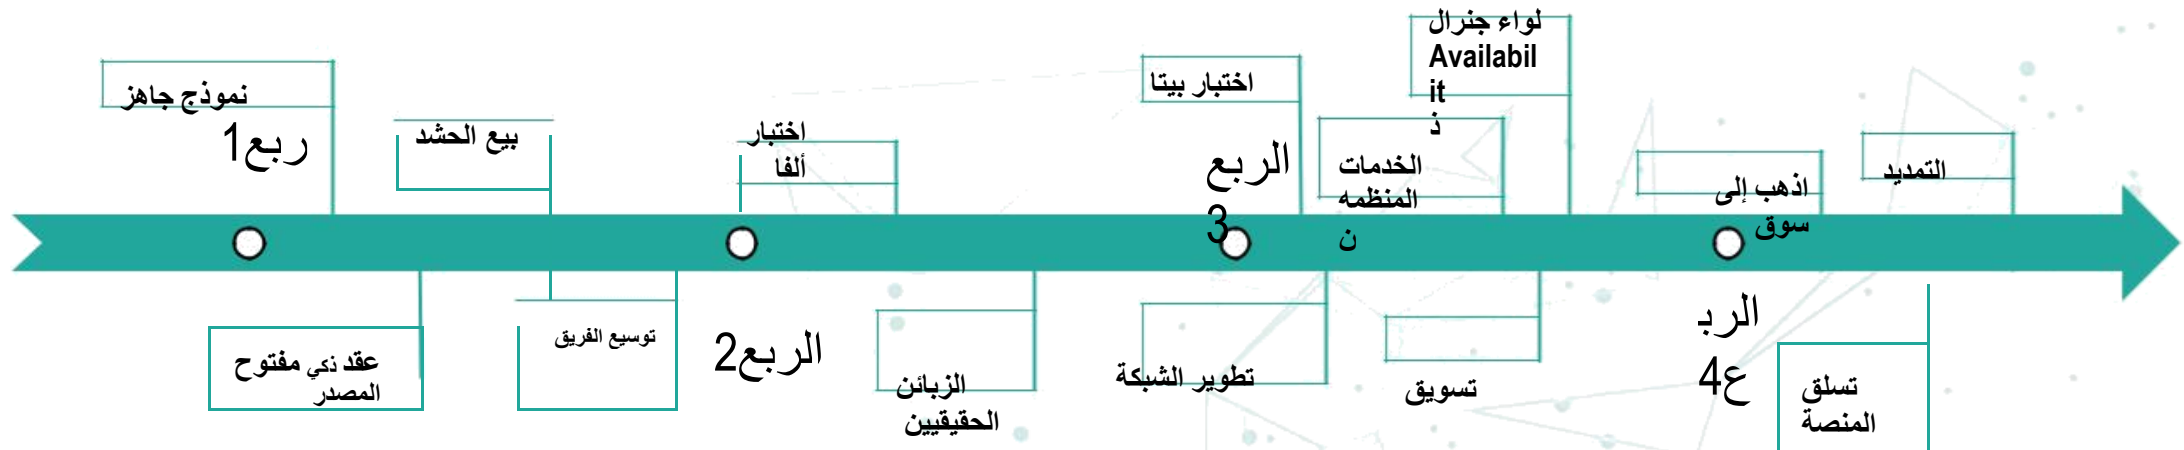 نموذج جاهز
ربع1
عقد ذكي مفتوح
المصدر
بيع الحشد
توسيع الفريق
اختبار
ألفا
الربع2
الزبائن
الحقيقيين
اختبار بيتا
الربع
3
تطوير الشبكة
الخدمات
المنظمه
ن
لواء جنرال
Availabil
it
ذ
تسويق
اذهب إلى
سوق
الرب
ع4
التمديد
تسلق
المنصة